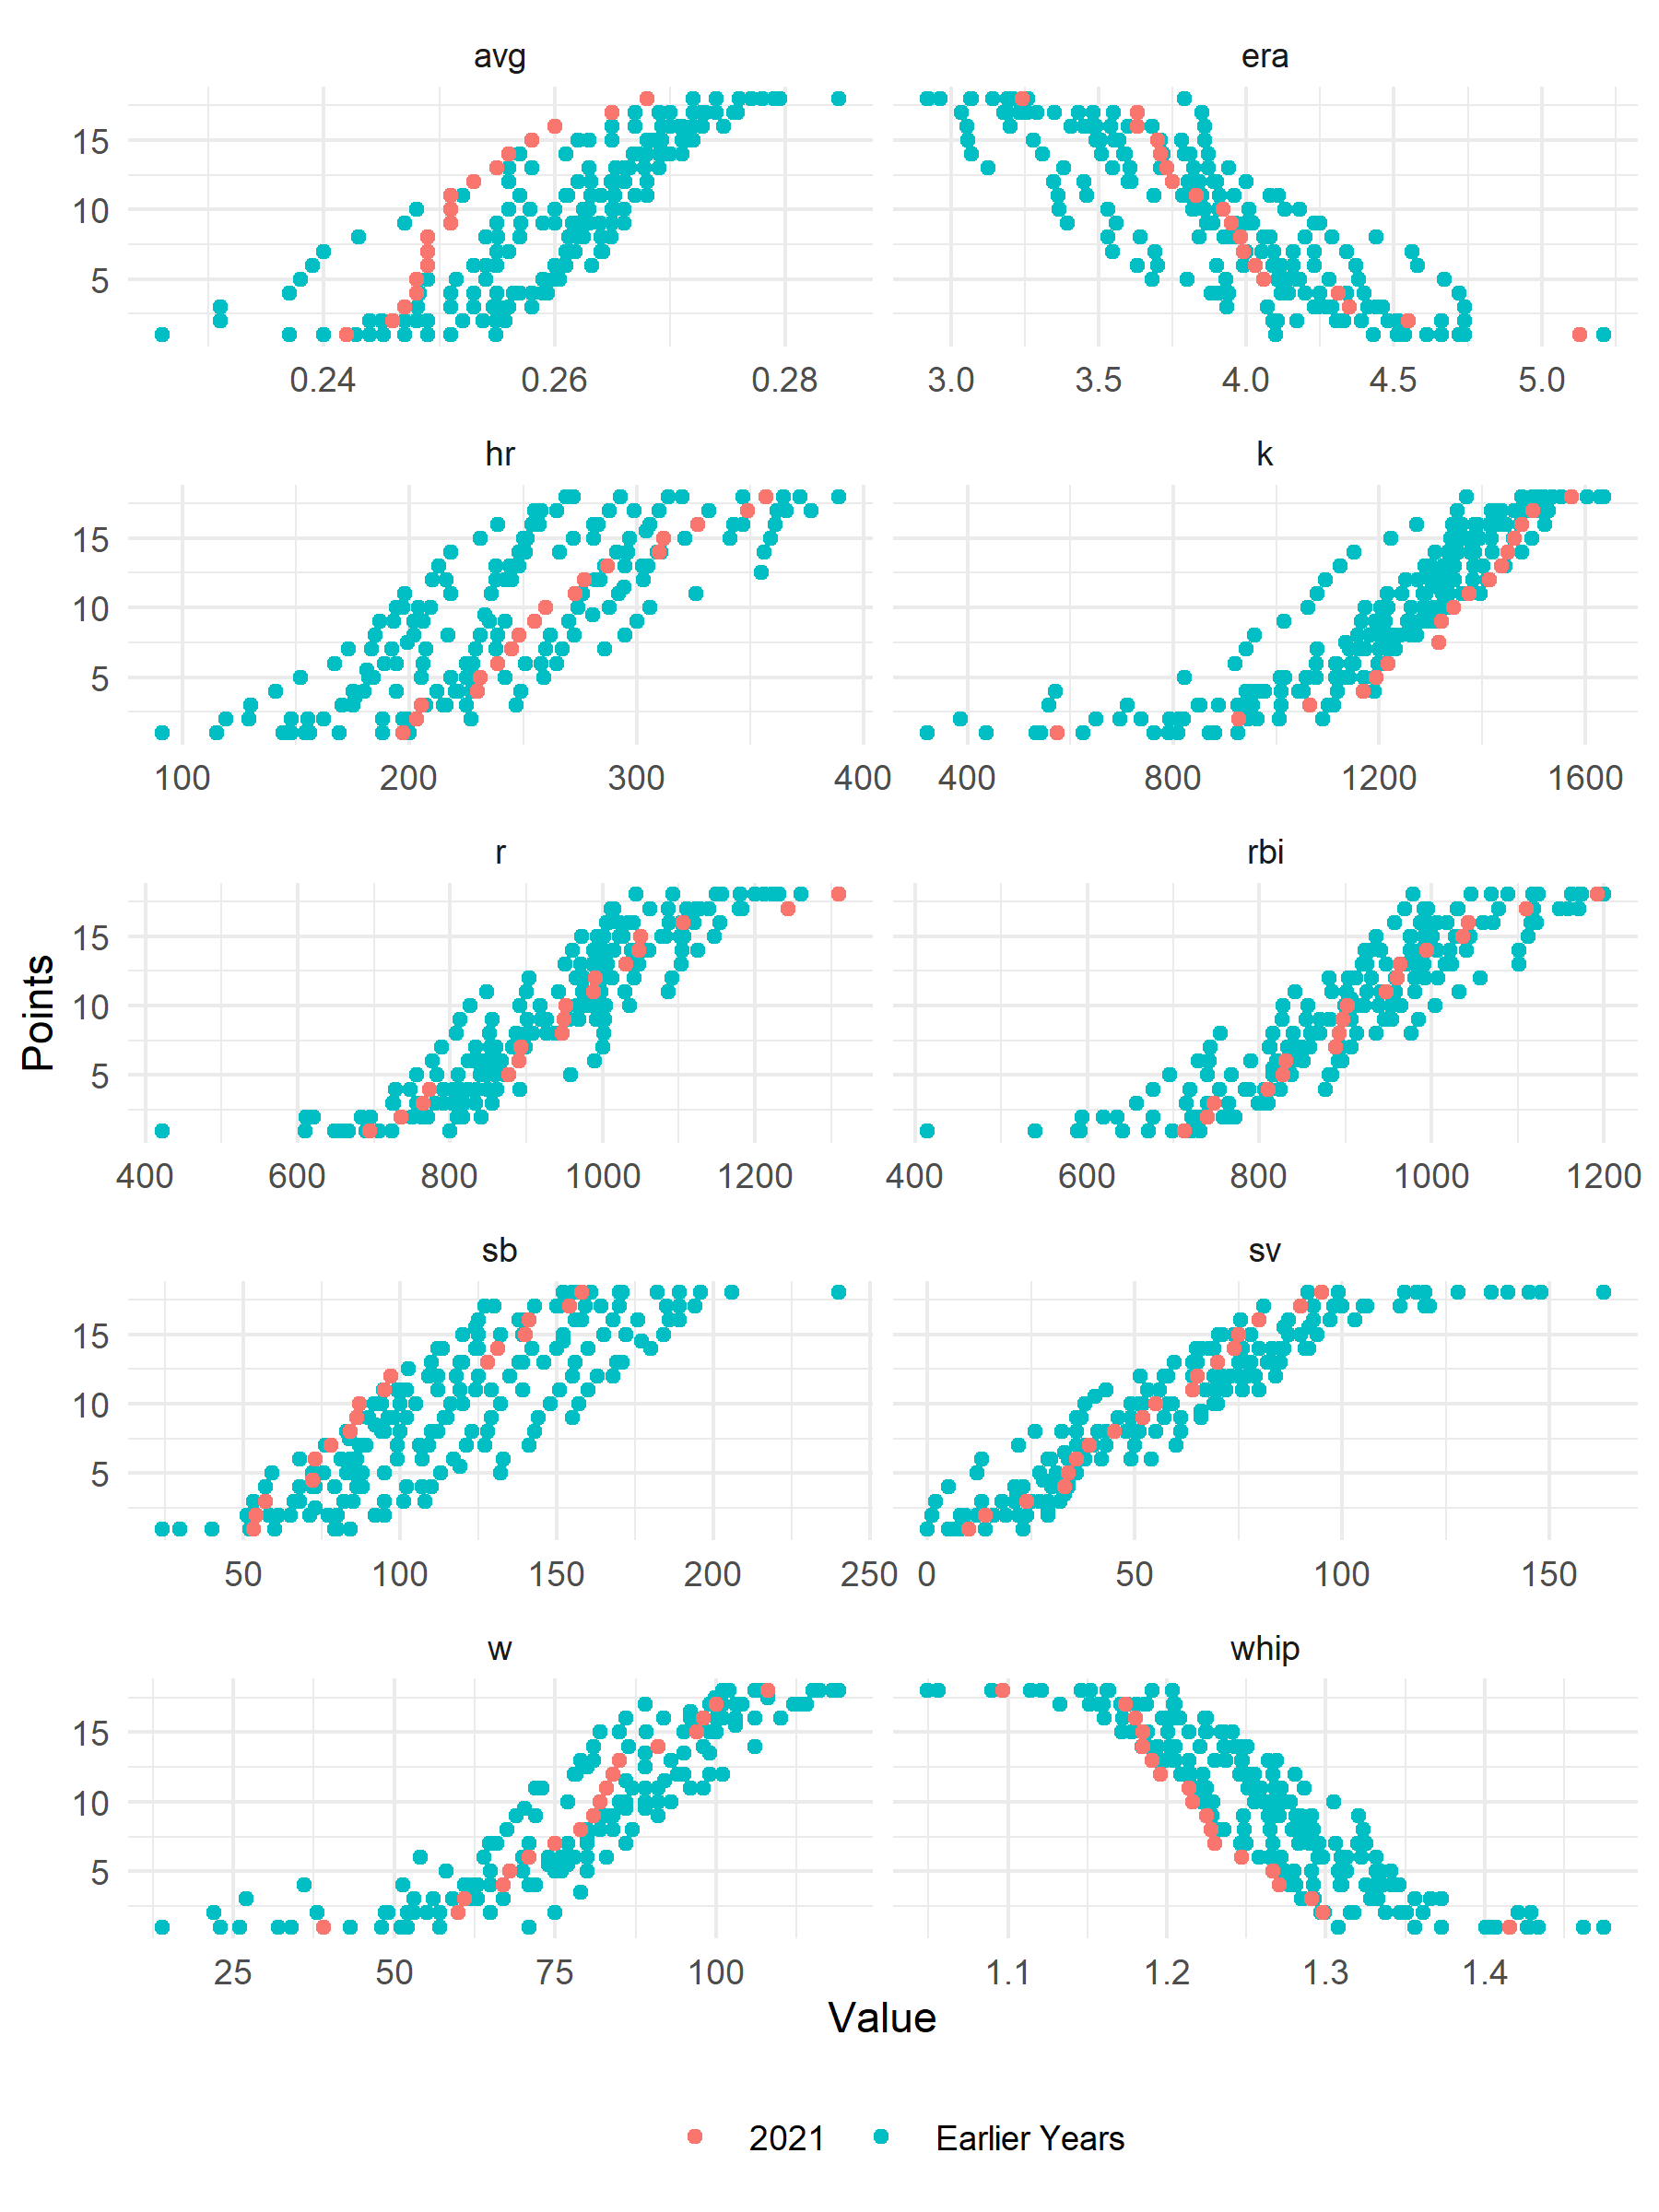 avg era
15
10
5
0.24 0.26 0.28 3.0 3.5 4.0 4.5 5.0
hr k
15
10
5
100 200 300 400 400 800 1200 1600
r rbi
15
10
5
400 600 800 1000 1200 400 600 800 1000 1200
Points
sb sv
15
10
5
50 100 150 200 250 0 50 100 150
w whip
15
10
5
25 50 75 100 1.1 1.2 1.3 1.4
Value
2021 Earlier Years